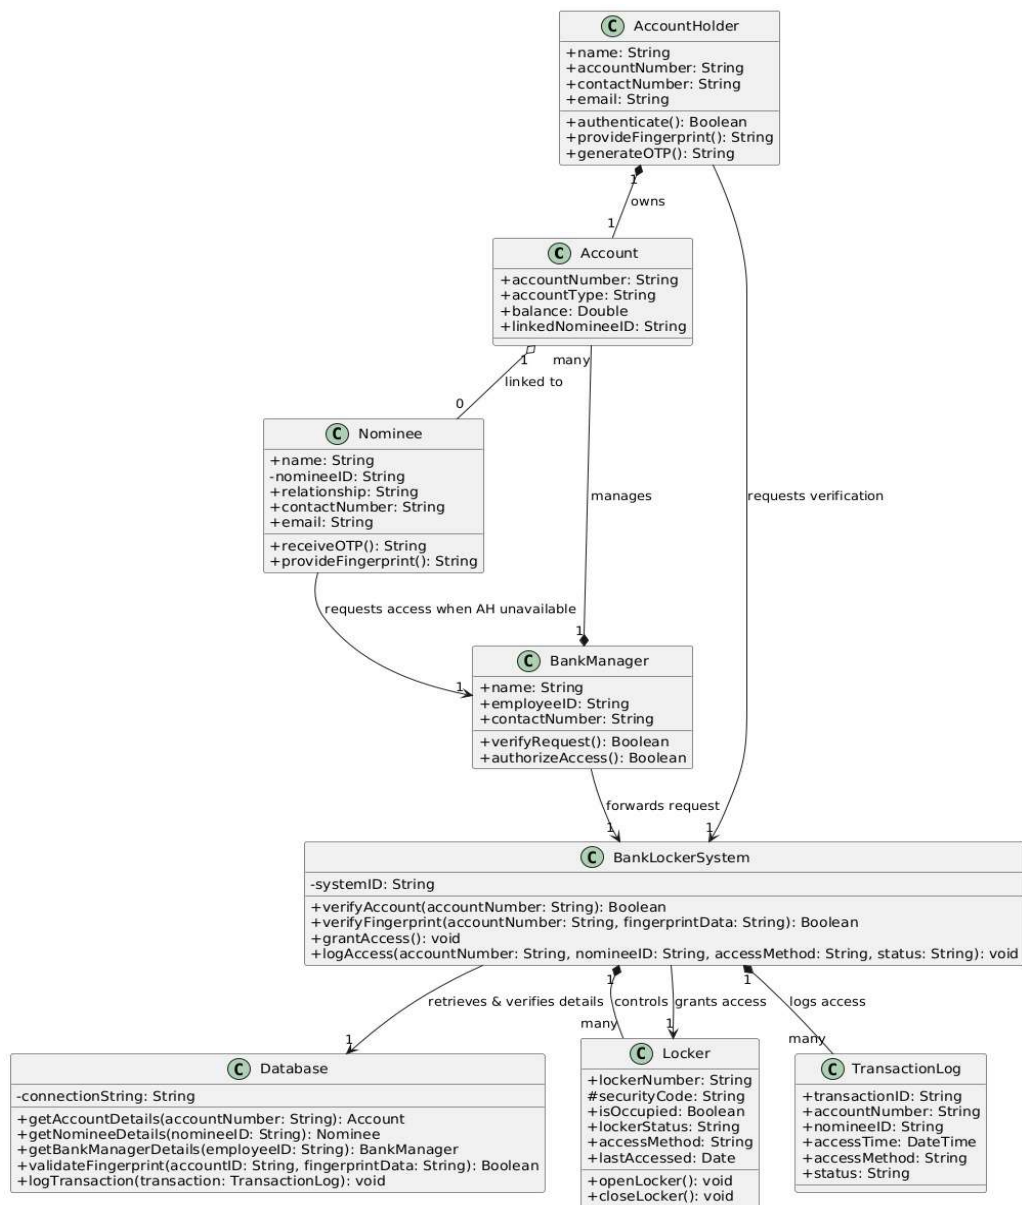 C AccountHolder
+name: String
+accountNumber: String
+contactNumber: String
+email: String
+authenticate(): Boolean
+provideFingerprint(): String
+generateOTP(): String
1
owns
1
C Account
+accountNumber: String
+accountType: String
+balance: Double
+linkedNomineeID: String
1 many
linked to
0
C Nominee
+name: String
-nomineeID: String
+relationship: String
+contactNumber: String
+email: String
+receiveOTP(): String
+provideFingerprint(): String
manages
requests verification
requests access when AH unavailable
1
1
C BankManager
+name: String
+employeeID: String
+contactNumber: String
+verifyRequest(): Boolean
+authorizeAccess(): Boolean
forwards request
1 1
C BankLockerSystem
-systemID: String
+verifyAccount(accountNumber: String): Boolean
+verifyFingerprint(accountNumber: String, fingerprintData: String): Boolean
+grantAccess(): void
+logAccess(accountNumber: String, nomineeID: String, accessMethod: String, status: String): void
1 1
retrieves & verifies details controls grants access logs access
1 many 1 many
C Database
-connectionString: String
+getAccountDetails(accountNumber: String): Account
+getNomineeDetails(nomineeID: String): Nominee
+getBankManagerDetails(employeeID: String): BankManager
+validateFingerprint(accountID: String, fingerprintData: String): Boolean
+logTransaction(transaction: TransactionLog): void
C Locker
+lockerNumber: String
#securityCode: String
+isOccupied: Boolean
+lockerStatus: String
+accessMethod: String
+lastAccessed: Date
+openLocker(): void
+closeLocker(): void
C TransactionLog
+transactionID: String
+accountNumber: String
+nomineeID: String
+accessTime: DateTime
+accessMethod: String
+status: String